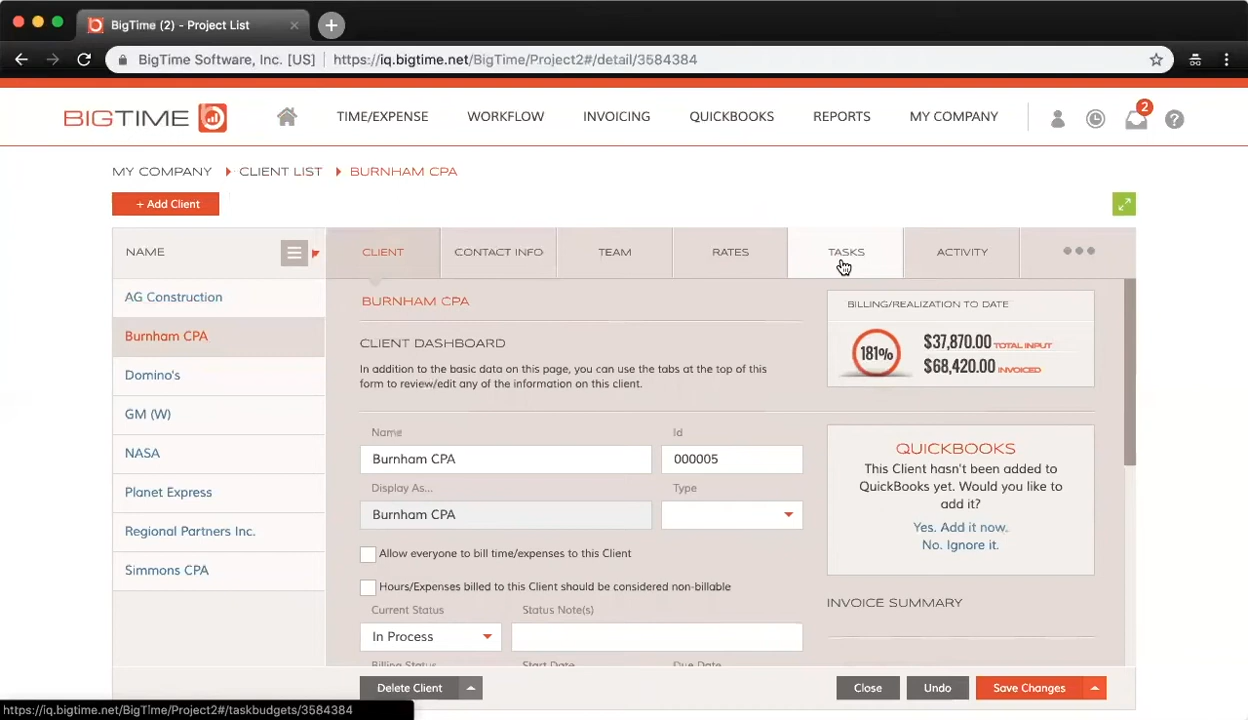 BigTime (2) - Project List
BigTime Software, Inc. [US] https://iq.bigtime.net/BigTime/Project2#/detail/3584384
BIGTIME TIME/EXPENSE WORKFLOW INVOICING QUICKBOOKS REPORTS MY COMPANY 2 ?
MY COMPANY CLIENT LIST BURNHAM CPA
+ Add Client
NAME
AG Construction
Burnham CPA
Domino's
GM (W)
NASA
Planet Express
Regional Partners Inc.
Simmons CPA
CLIENT CONTACT INFO TEAM RATES TASKS ACTIVITY
BURNHAM CPA
CLIENT DASHBOARD
In addition to the basic data on this page, you can use the tabs at the top of this
form to review/edit any of the information on this client.
Name Id
Burnham CPA 000005
Display As... Type
Burnham CPA
Allow everyone to bill time/expenses to this Client
Hours/Expenses billed to this Client should be considered non-billable
Current Status Status Note(s)
In Process
Billing Status Start Date Due Date
BILLING/REALIZATION TO DATE
181%
$37,870.00 TOTAL INPUT
$68,420.00 INVOICED
QUICKBOOKS
This Client hasn't been added to
QuickBooks yet. Would you like to
add it?
Yes. Add it now.
No. Ignore it.
INVOICE SUMMARY
Delete Client Close Undo Save Changes
https://iq.bigtime.net/BigTime/Project2#/taskbudgets/3584384